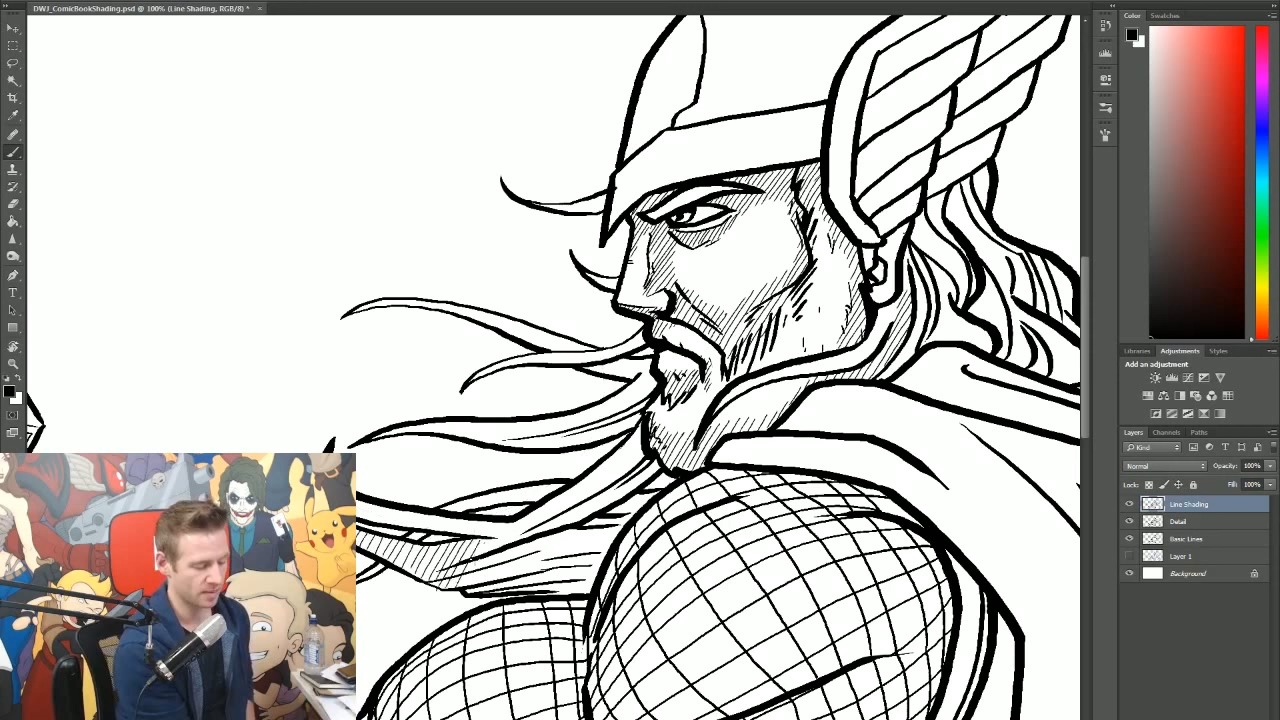 DWJ_ComicBookShading.psd @ 100% (Line Shading, RGB/8) *
Color Swatches
Libraries Adjustments Styles
Add an adjustment
Layers Channels Paths
Kind
Normal Opacity: 100%
Lock: Fill: 100%
Line Shading
Detail
Basic Lines
Layer 1
Background